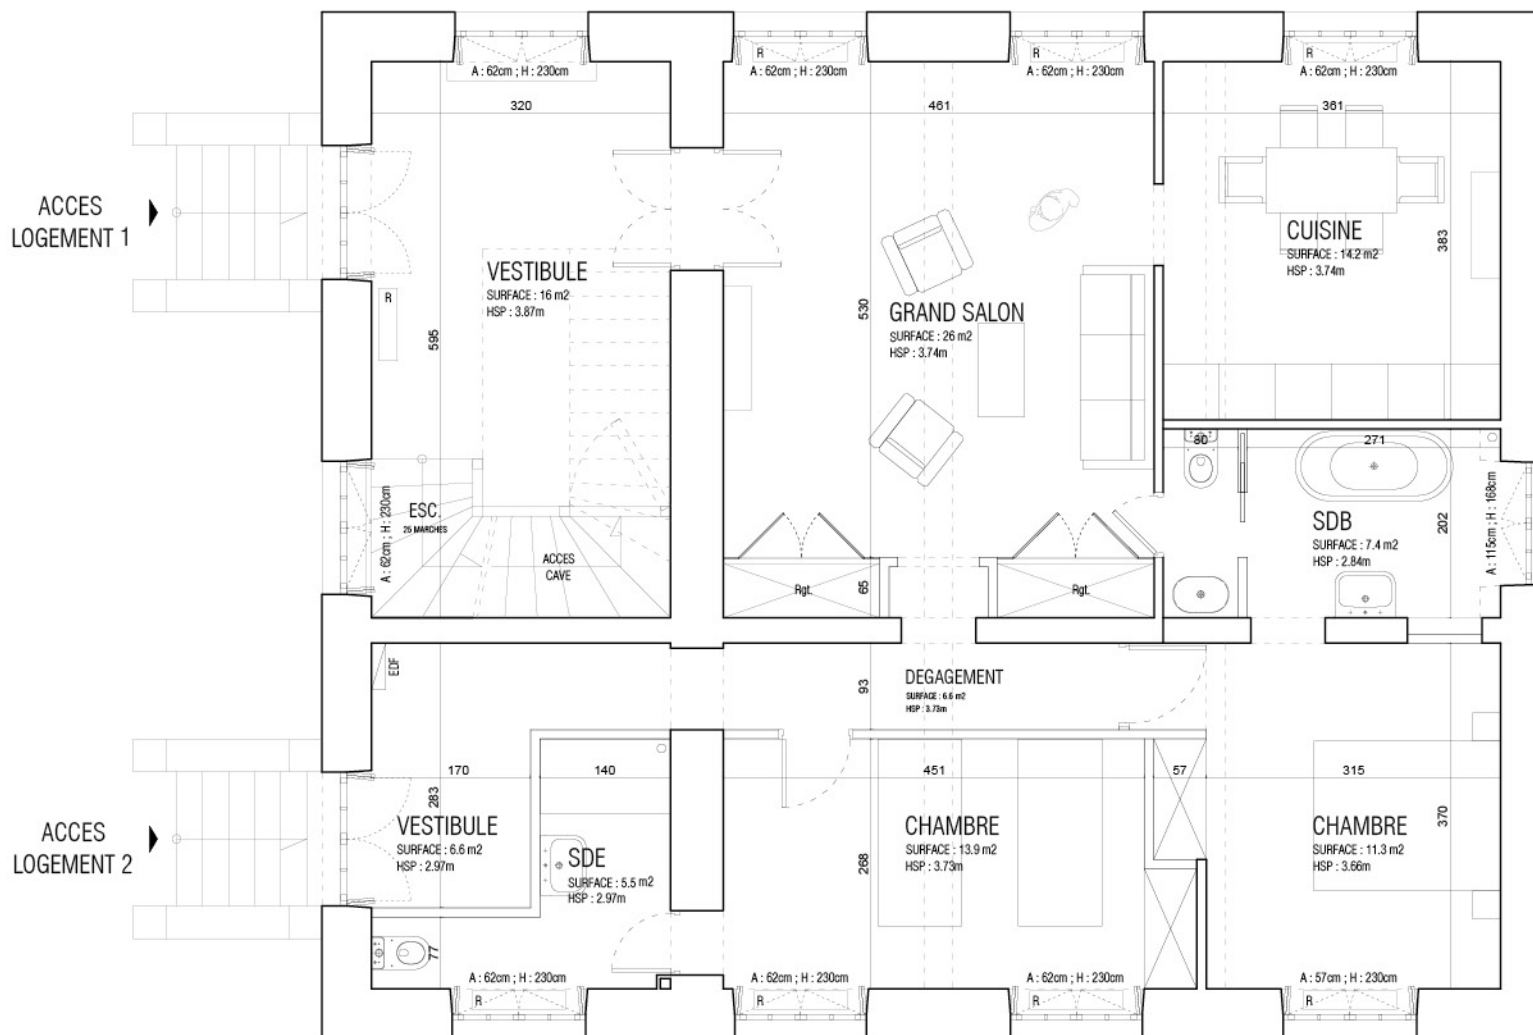 R
A : 62cm ; H : 230cm
A : 62cm ; H : 230cm
R
A : 62cm ; H : 230cm
R
A : 62cm ; H : 230cm
320
461
361
ACCES
LOGEMENT 1
VESTIBULE
SURFACE : 16 m2
HSP : 3.87m
R
595
GRAND SALON
SURFACE : 26 m2
HSP : 3.74m
530
CUISINE
SURFACE : 14.2 m2
HSP : 3.74m
383
80
271
ESC.
25 MARCHES
A : 62cm ; H : 230cm
ACCES
CAVE
SDB
SURFACE : 7.4 m2
HSP : 2.84m
202
A : 115cm ; H : 168cm
Rgt.
65
Rgt.
EDF
93
DEGAGEMENT
SURFACE : 6.6 m2
HSP : 3.73m
170
140
451
57
315
283
370
ACCES
LOGEMENT 2
VESTIBULE
SURFACE : 6.6 m2
HSP : 2.97m
SDE
SURFACE : 5.5 m2
HSP : 2.97m
268
CHAMBRE
SURFACE : 13.9 m2
HSP : 3.73m
CHAMBRE
SURFACE : 11.3 m2
HSP : 3.66m
77
A : 62cm ; H : 230cm
R
A : 62cm ; H : 230cm
R
A : 62cm ; H : 230cm
R
A : 57cm ; H : 230cm
R